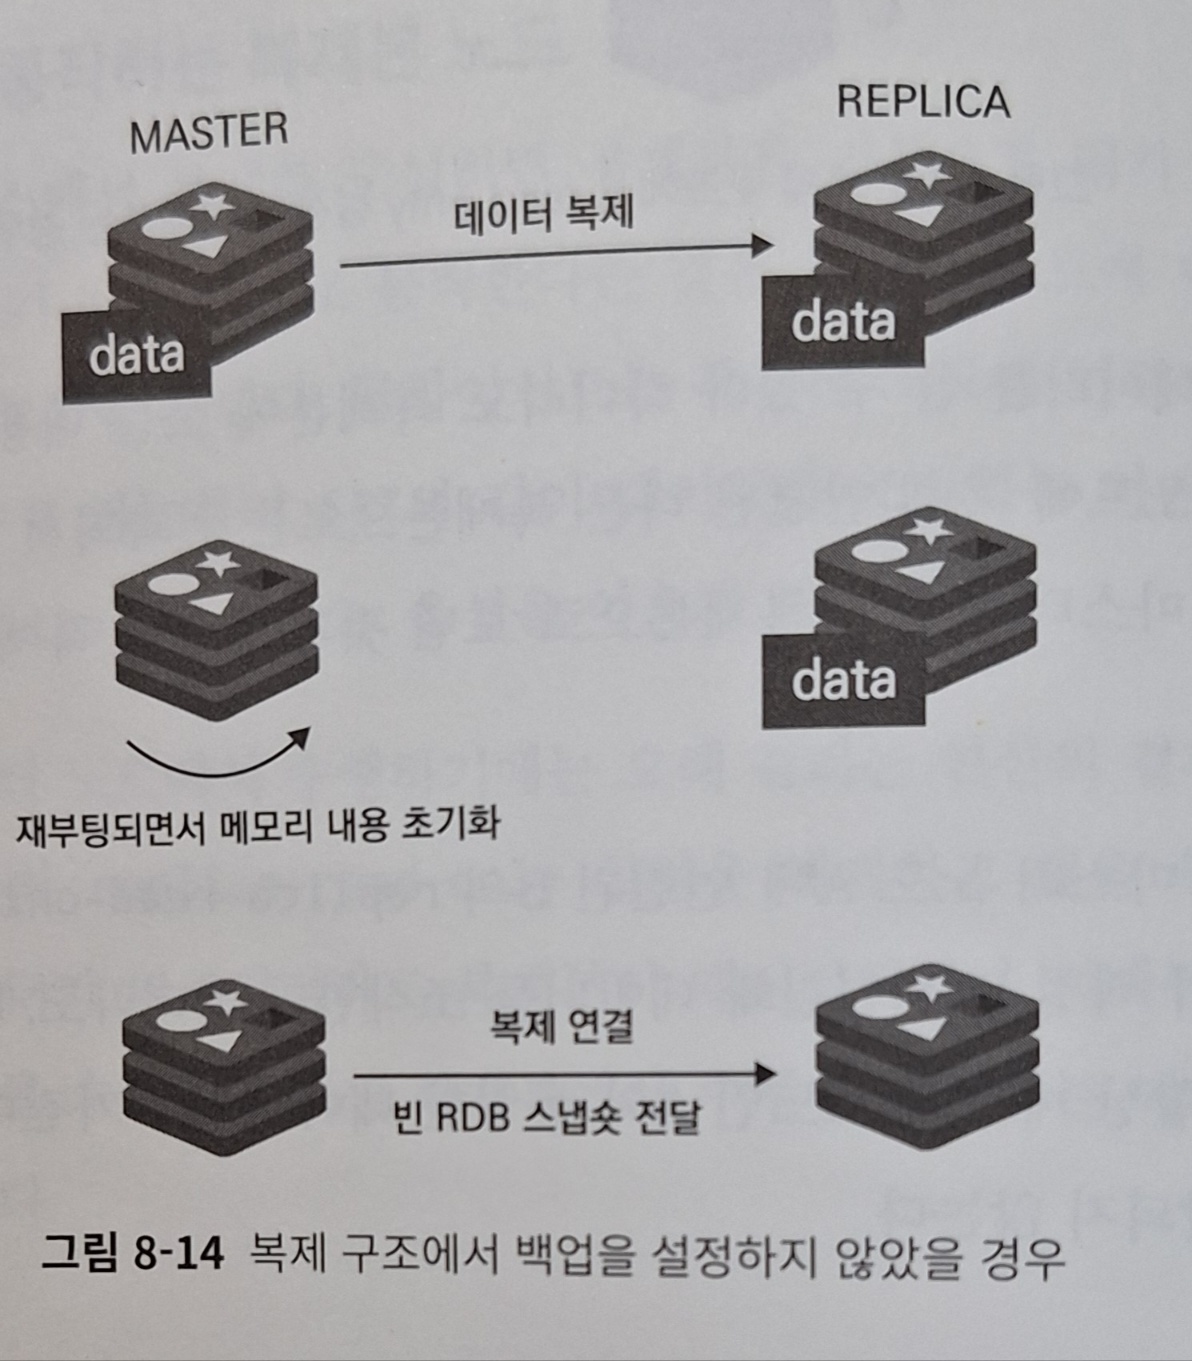 MASTER
REPLICA
데이터 복제
data
data
data
재부팅되면서 메모리 내용 초기화
복제 연결
빈 RDB 스냅숏 전달
그림 8-14 복제 구조에서 백업을 설정하지 않았을 경우